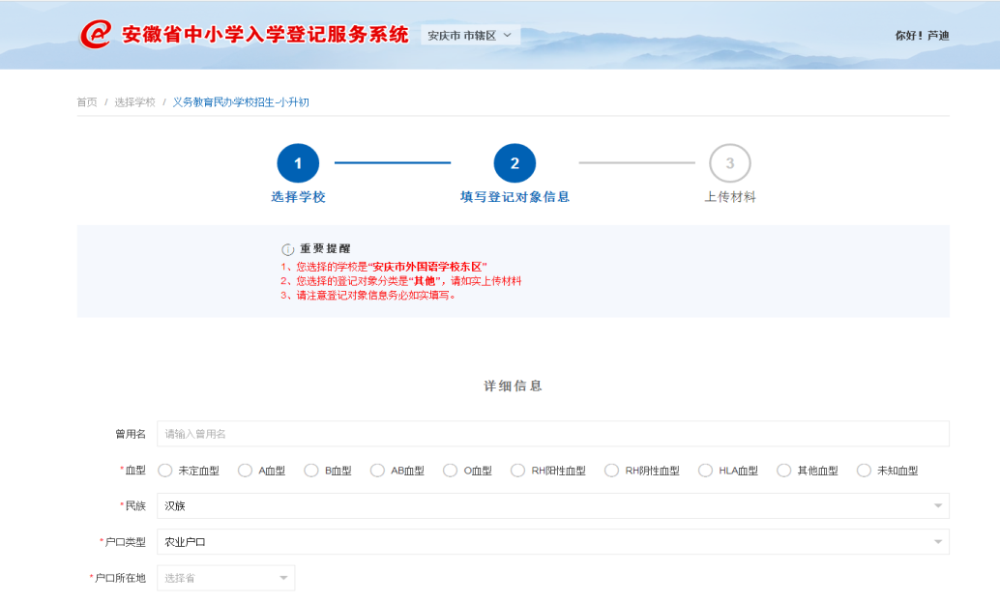 安徽省中小学入学登记服务系统 安庆市 市辖区 你好！芦迪
首页 / 选择学校 / 义务教育民办学校招生-小升初
1 2 3
选择学校 填写登记对象信息 上传材料
重要提醒
1、您选择的学校是“安庆市外国语学校东区”
2、您选择的登记对象分类是“其他”，请如实上传材料
3、请注意登记对象信息务必如实填写。
详细信息
曾用名 请输入曾用名
*血型 未定血型 A血型 B血型 AB血型 O血型 RH阳性血型 RH阴性血型 HLA血型 其他血型 未知血型
*民族 汉族
*户口类型 农业户口
*户口所在地 选择省